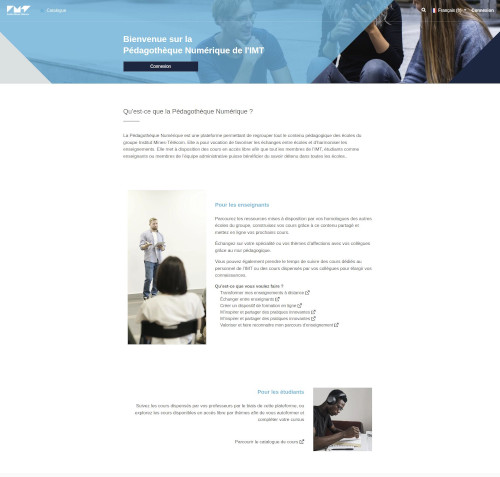 IMT
Catalogue
Français (fr)
Connexion
Bienvenue sur la
Pédagothèque Numérique de l'IMT
Connexion
Qu'est-ce que la Pédagothèque Numérique ?
La Pédagothèque Numérique est une plateforme permettant de regrouper tout le contenu pédagogique des écoles du
groupe Institut Mines-Télécom. Elle a pour vocation de favoriser les échanges entre écoles et d'harmoniser les
enseignements. Elle met à disposition des cours en accès libre afin que tous les membres de l'IMT, étudiants comme
enseignants ou membres de l'équipe administrative puisse bénéficier du savoir détenu dans toutes les écoles.
Pour les enseignants
Parcourez les ressources mises à disposition par vos homologues des autres
écoles du groupe, construisez vos cours grâce à ce contenu partagé et
mettez en ligne vos prochains cours.
Échangez sur votre spécialité ou vos thèmes d'affections avec vos collègues
grâce au mur pédagogique.
Vous pouvez également prendre le temps de suivre des cours dédiés au
personnel de l'IMT ou des cours dispensés par vos collègues pour élargir vos
connaissances.
Qu'est-ce que vous voulez faire ?
Transformer mes enseignements à distance
Échanger entre enseignants
Créer un dispositif de formation en ligne
M'inspirer et partager des pratiques innovantes
M'inspirer et partager des pratiques innovantes
Valoriser et faire reconnaitre mon parcours d'enseignement
Pour les étudiants
Suivez les cours dispensés par vos professeurs par le biais de cette plateforme, ou
explorez les cours disponibles en accès libre par thèmes afin de vous autoformer et
compléter votre cursus
Parcourir le catalogue de cours